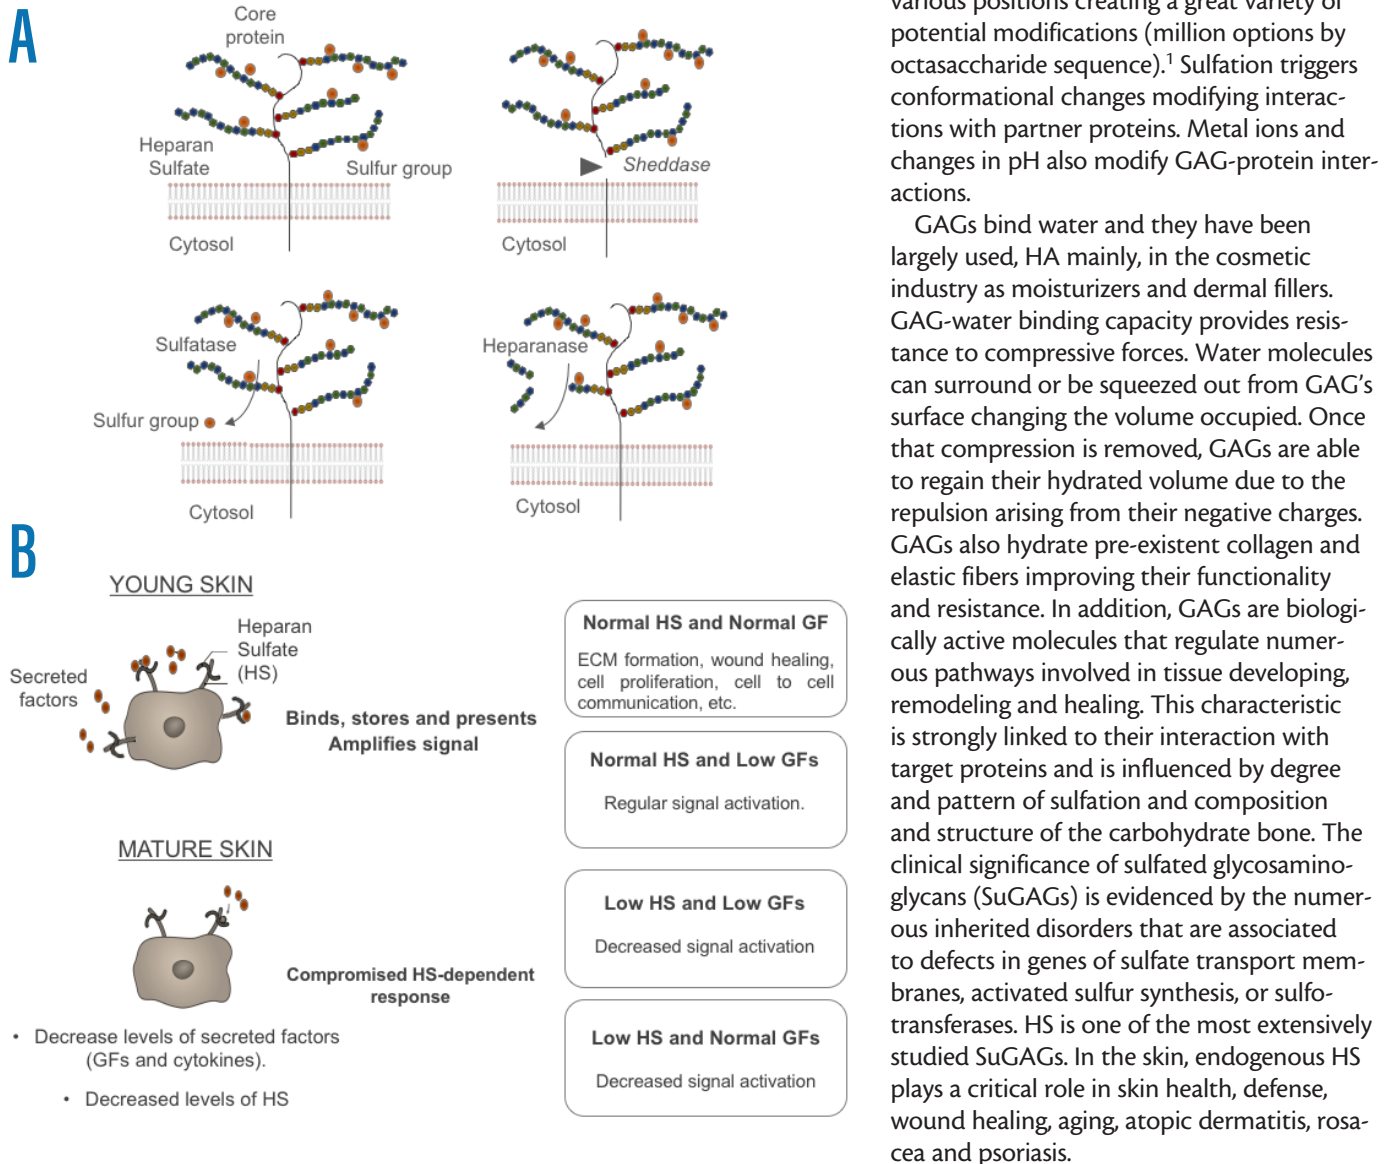 A
Core
protein
Heparan
Sulfate
Sulfur group
Cytosol
Sheddase
Cytosol
Sulfatase
Sulfur group
Cytosol
Heparanase
Cytosol
B
YOUNG SKIN
Heparan
Sulfate
(HS)
Secreted
factors
Binds, stores and presents
Amplifies signal
Normal HS and Normal GF
ECM formation, wound healing,
cell proliferation, cell to cell
communication, etc.
Normal HS and Low GFs
Regular signal activation.
MATURE SKIN
Compromised HS-dependent
response
• Decrease levels of secreted factors
(GFs and cytokines).
• Decreased levels of HS
Low HS and Low GFs
Decreased signal activation
Low HS and Normal GFs
Decreased signal activation
various positions creating a great variety of
potential modifications (million options by
octasaccharide sequence).¹ Sulfation triggers
conformational changes modifying interac-
tions with partner proteins. Metal ions and
changes in pH also modify GAG-protein inter-
actions.
GAGs bind water and they have been
largely used, HA mainly, in the cosmetic
industry as moisturizers and dermal fillers.
GAG-water binding capacity provides resis-
tance to compressive forces. Water molecules
can surround or be squeezed out from GAG's
surface changing the volume occupied. Once
that compression is removed, GAGs are able
to regain their hydrated volume due to the
repulsion arising from their negative charges.
GAGs also hydrate pre-existent collagen and
elastic fibers improving their functionality
and resistance. In addition, GAGs are biologi-
cally active molecules that regulate numer-
ous pathways involved in tissue developing,
remodeling and healing. This characteristic
is strongly linked to their interaction with
target proteins and is influenced by degree
and pattern of sulfation and composition
and structure of the carbohydrate bone. The
clinical significance of sulfated glycosamino-
glycans (SuGAGs) is evidenced by the numer-
ous inherited disorders that are associated
to defects in genes of sulfate transport mem-
branes, activated sulfur synthesis, or sulfo-
transferases. HS is one of the most extensively
studied SuGAGs. In the skin, endogenous HS
plays a critical role in skin health, defense,
wound healing, aging, atopic dermatitis, rosa-
cea and psoriasis.